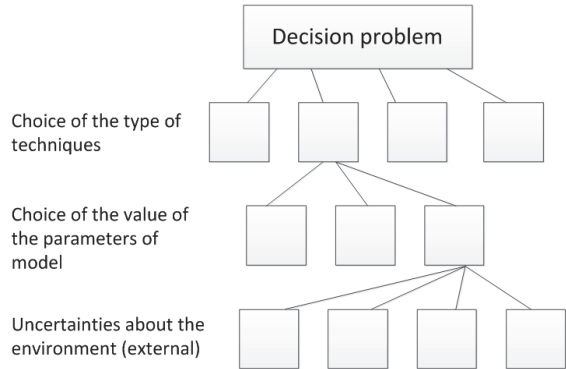 Decision problem
Choice of the type of
techniques
Choice of the value of
the parameters of
model
Uncertainties about the
environment (external)